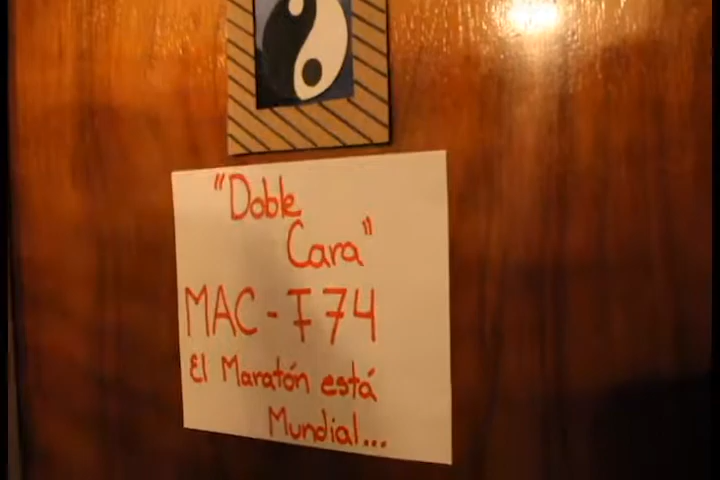 "Doble
Cara"
MAC-F74
El Maratón está
Mundial...